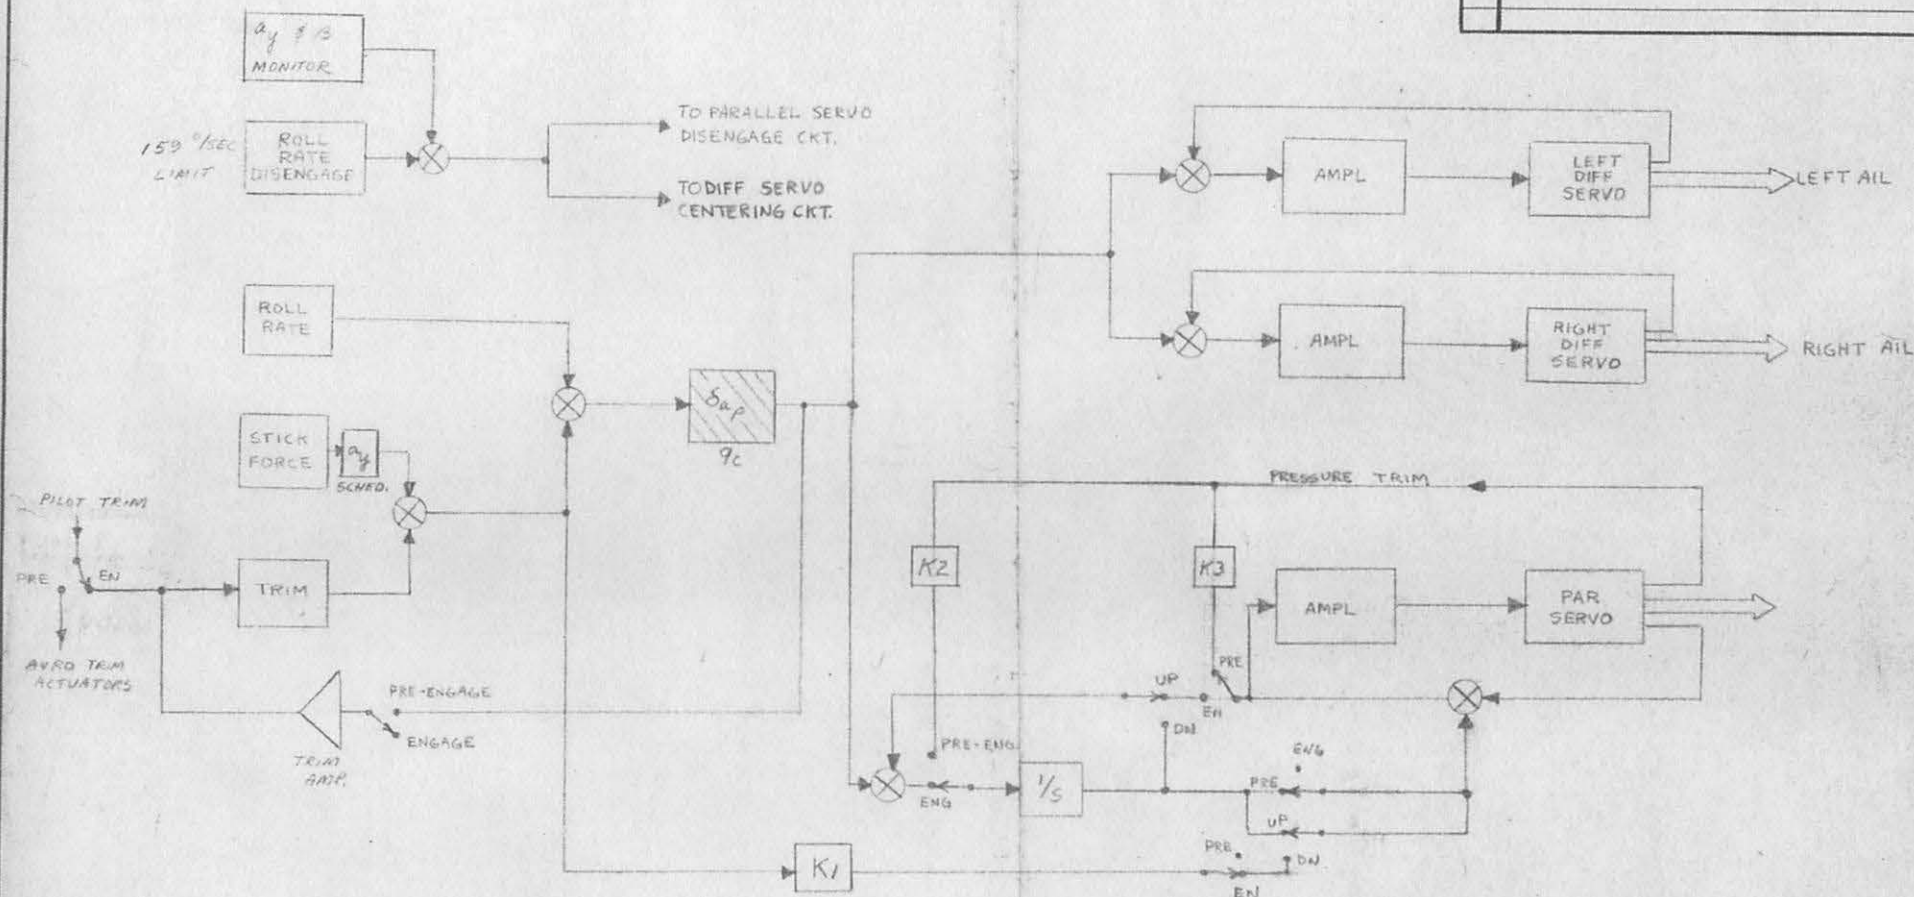 ay & β
MONITOR
159 °/SEC
LIMIT
ROLL
RATE
DISENGAGE
TO PARALLEL SERVO
DISENGAGE CKT.
TO DIFF SERVO
CENTERING CKT.
AMPL
LEFT
DIFF
SERVO
LEFT AIL
ROLL
RATE
AMPL
RIGHT
DIFF
SERVO
RIGHT AIL
δap
qc
STICK
FORCE
ay
SCHED.
PILOT TRIM
PRE
EN
TRIM
AVRO TRIM
ACTUATORS
TRIM
AMP.
PRE-ENGAGE
ENGAGE
PRESSURE TRIM
K2
K3
AMPL
PAR
SERVO
PRE
UP
EN
DN
PRE-ENG.
ENG
1/S
ENG
PRE
UP
K1
PRE
DN
EN